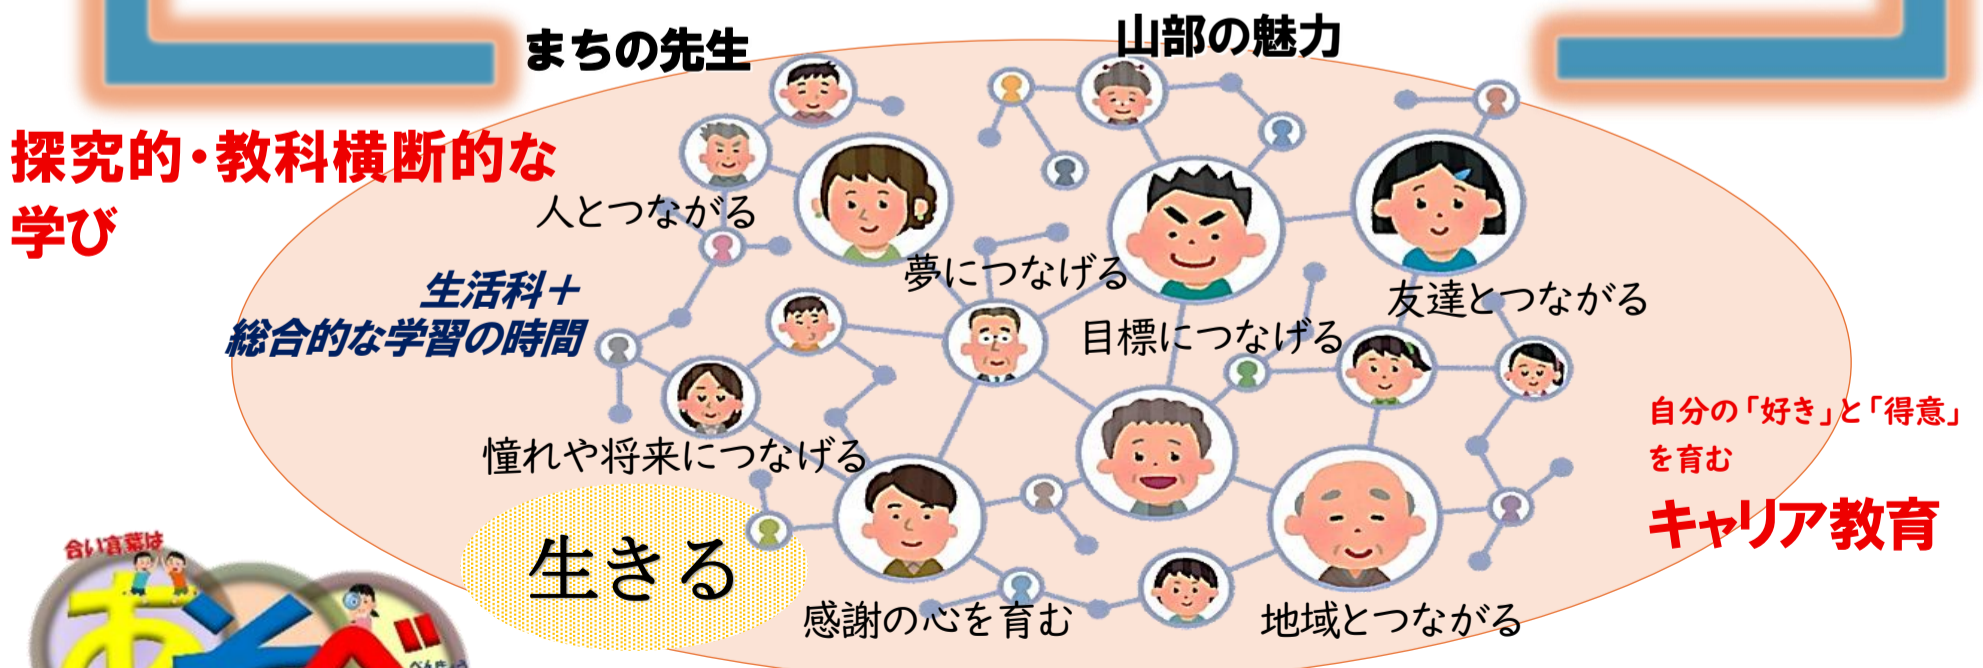 まちの先生
山部の魅力
探究的・教科横断的な
学び
人とつながる
夢につなげる
生活科＋
総合的な学習の時間
友達とつながる
目標につなげる
自分の「好き」と「得意」
を育む
キャリア教育
憧れや将来につなげる
生きる
感謝の心を育む
地域とつながる
合い言葉は
あそべ